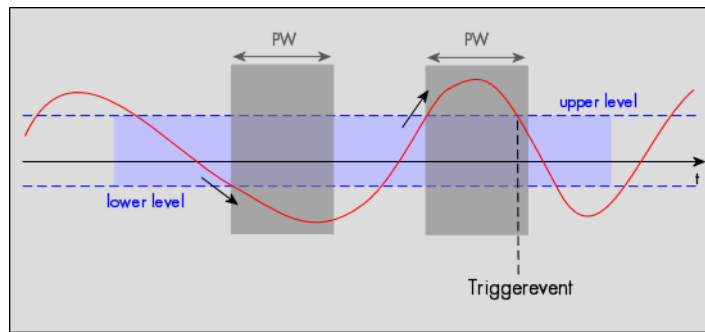 PW
PW
upper level
t
lower level
Triggerevent